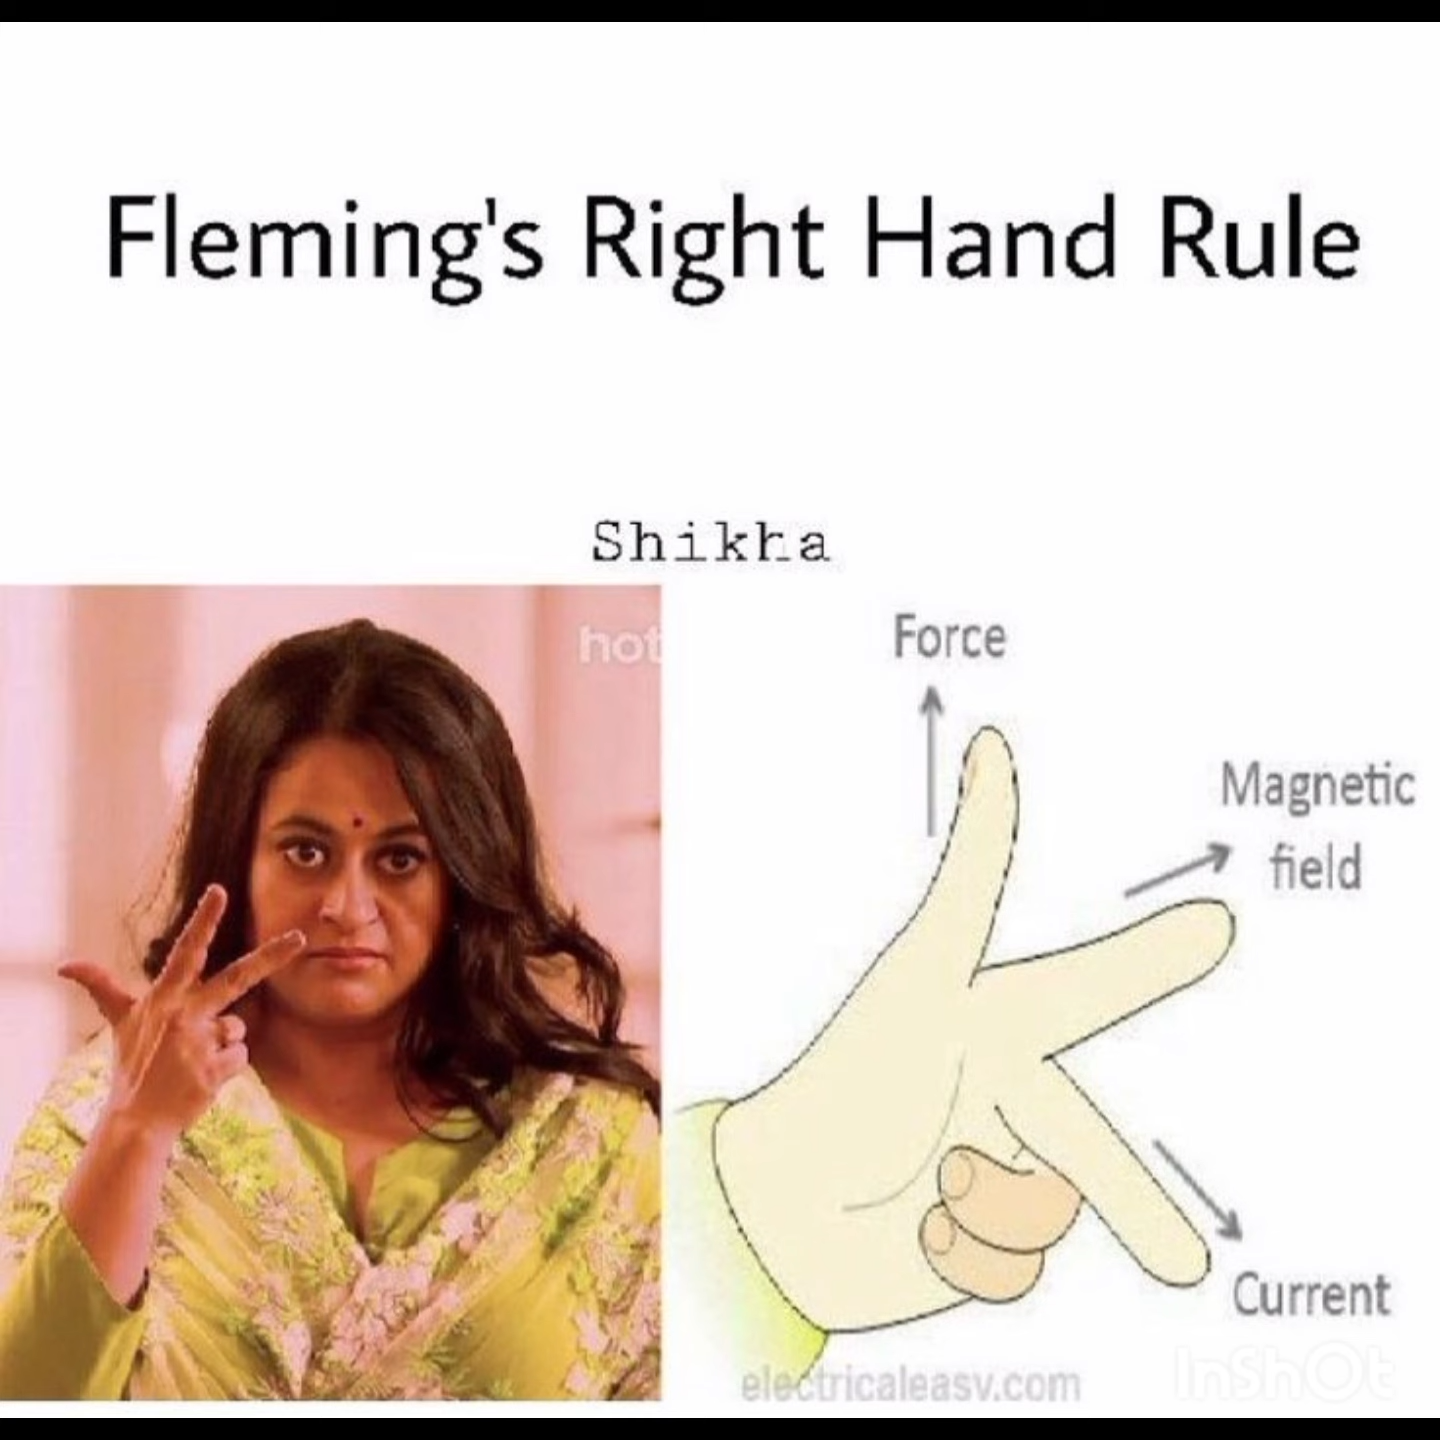 Fleming's Right Hand Rule
Shikha
hot
Force
Magnetic
field
Current
electricaleasy.com
InShOt